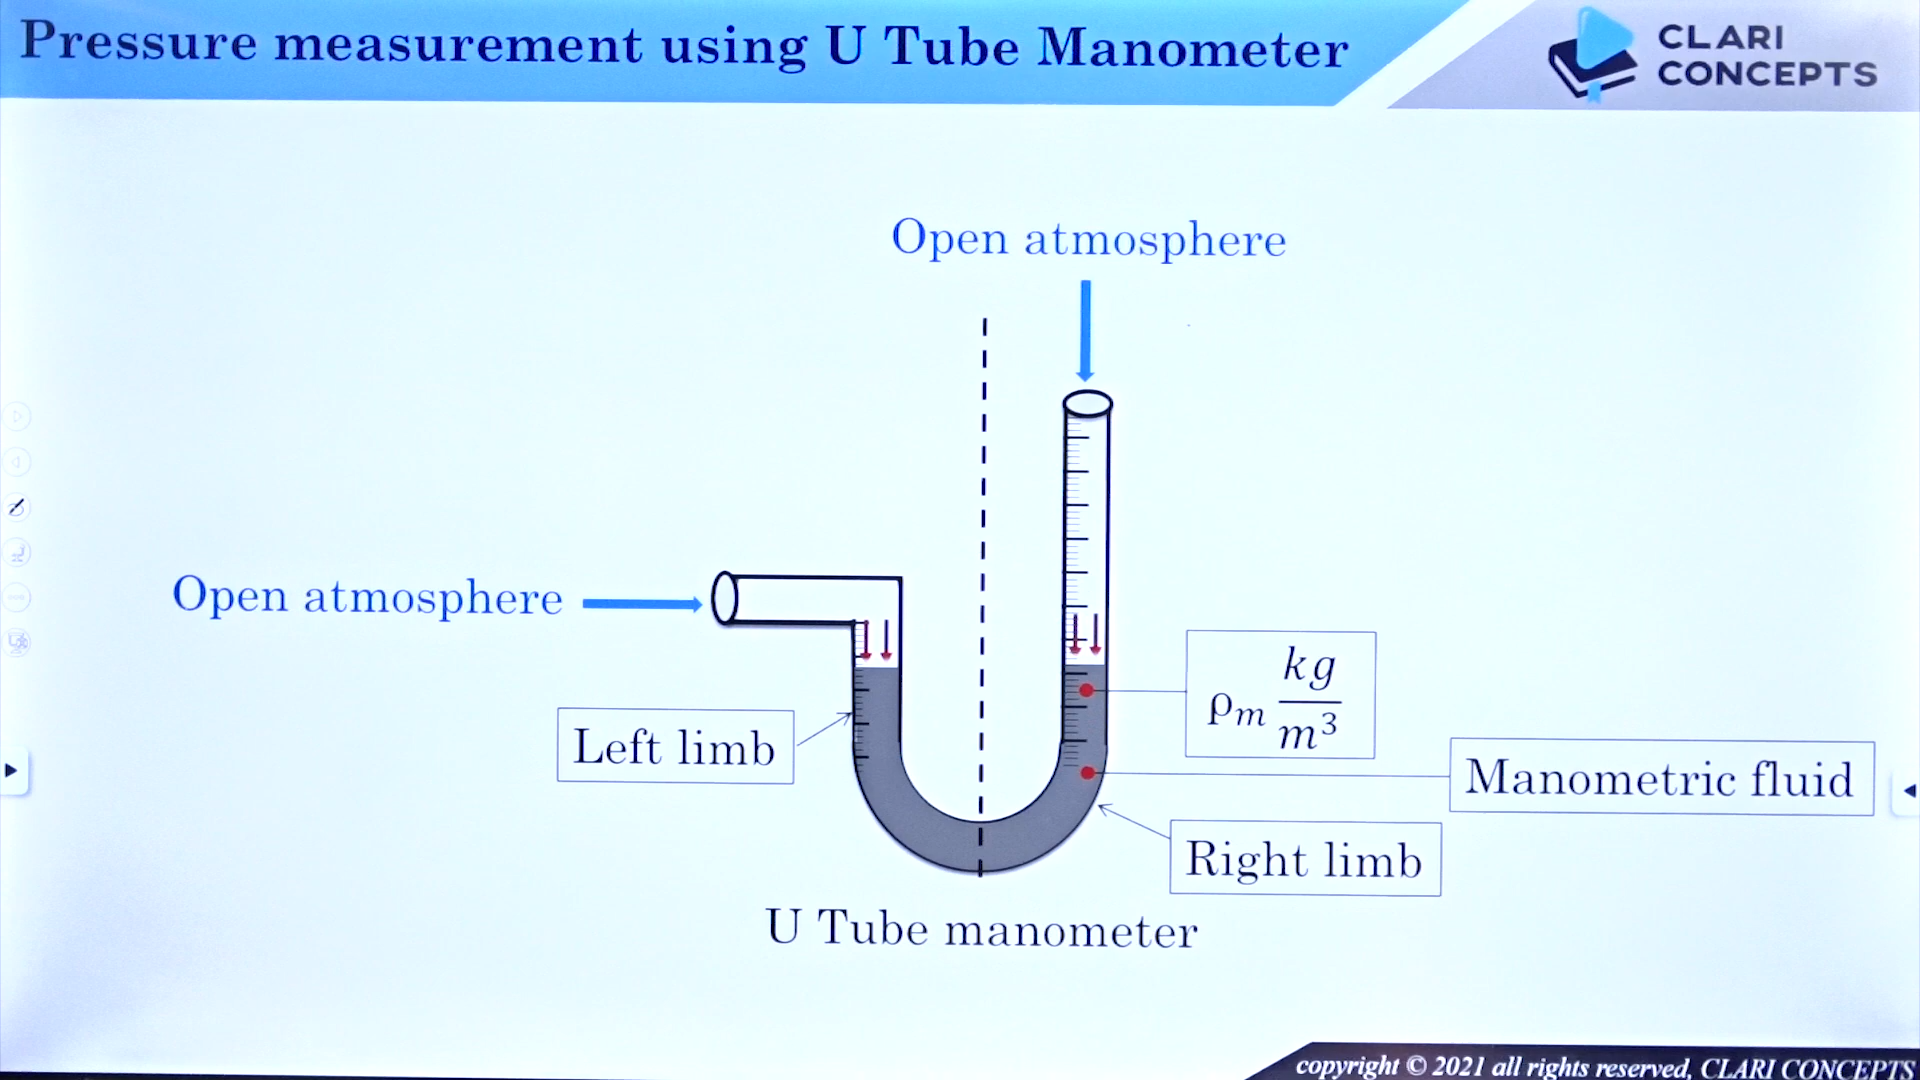 Pressure measurement using U Tube Manometer
CLARI
CONCEPTS
Open atmosphere
Open atmosphere
Left limb
ρm kg/m³
Manometric fluid
Right limb
U Tube manometer
copyright © 2021 all rights reserved, CLARI CONCEPTS